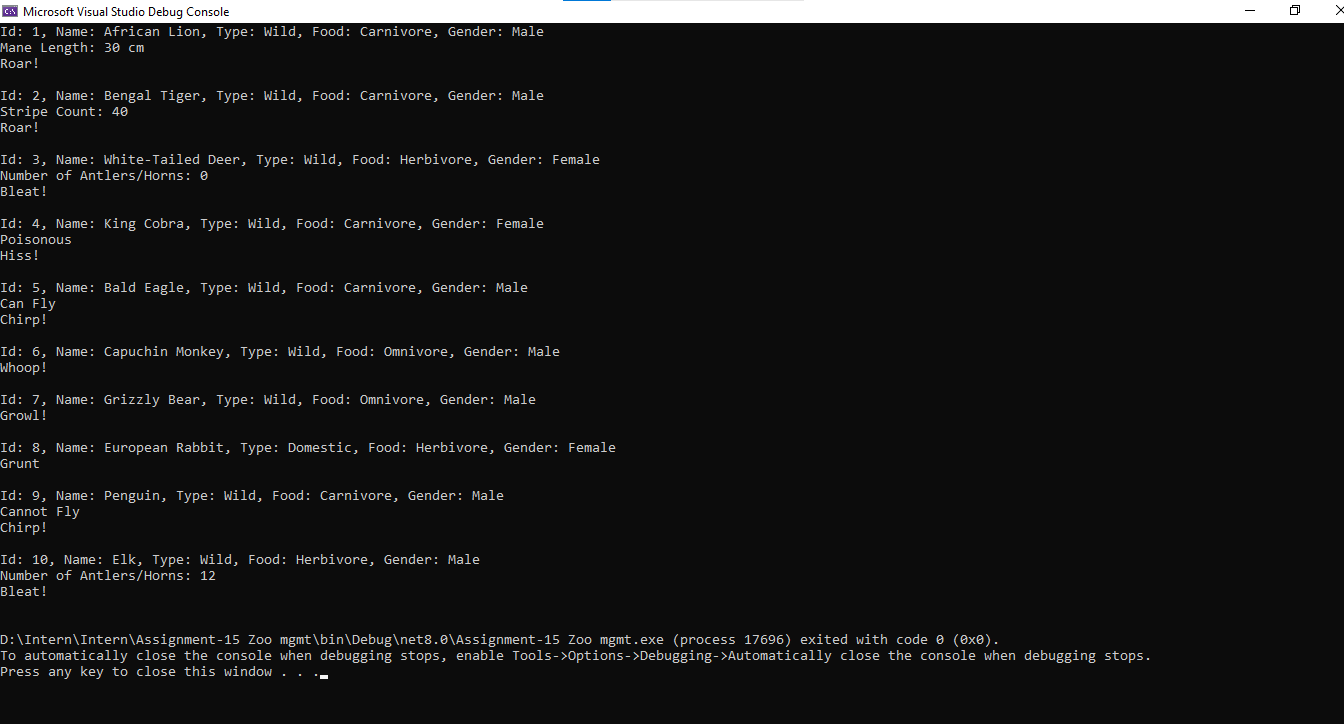 Microsoft Visual Studio Debug Console
Id: 1, Name: African Lion, Type: Wild, Food: Carnivore, Gender: Male
Mane Length: 30 cm
Roar!
Id: 2, Name: Bengal Tiger, Type: Wild, Food: Carnivore, Gender: Male
Stripe Count: 40
Roar!
Id: 3, Name: White-Tailed Deer, Type: Wild, Food: Herbivore, Gender: Female
Number of Antlers/Horns: 0
Bleat!
Id: 4, Name: King Cobra, Type: Wild, Food: Carnivore, Gender: Female
Poisonous
Hiss!
Id: 5, Name: Bald Eagle, Type: Wild, Food: Carnivore, Gender: Male
Can Fly
Chirp!
Id: 6, Name: Capuchin Monkey, Type: Wild, Food: Omnivore, Gender: Male
Whoop!
Id: 7, Name: Grizzly Bear, Type: Wild, Food: Omnivore, Gender: Male
Growl!
Id: 8, Name: European Rabbit, Type: Domestic, Food: Herbivore, Gender: Female
Grunt
Id: 9, Name: Penguin, Type: Wild, Food: Carnivore, Gender: Male
Cannot Fly
Chirp!
Id: 10, Name: Elk, Type: Wild, Food: Herbivore, Gender: Male
Number of Antlers/Horns: 12
Bleat!
D:\Intern\Intern\Assignment-15 Zoo mgmt\bin\Debug\net8.0\Assignment-15 Zoo mgmt.exe (process 17696) exited with code 0 (0x0).
To automatically close the console when debugging stops, enable Tools->Options->Debugging->Automatically close the console when debugging stops.
Press any key to close this window . . .